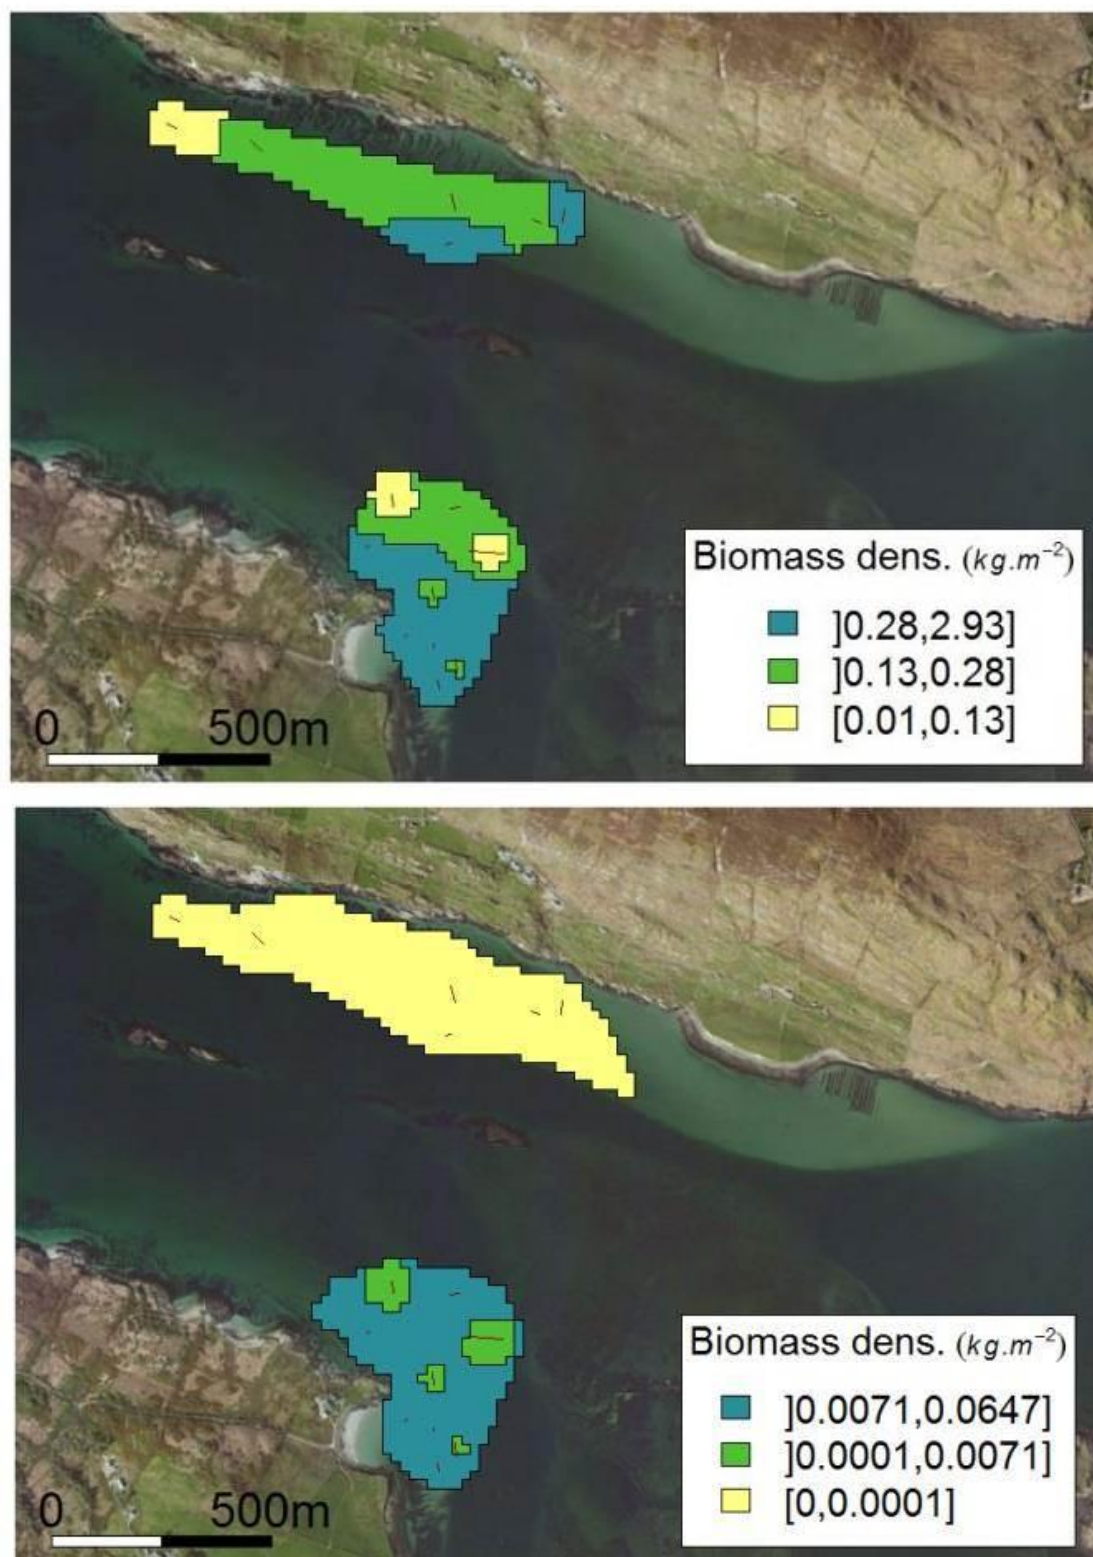 Biomass dens. (kg.m⁻²)
]0.28,2.93]
]0.13,0.28]
[0.01,0.13]
0 500m
Biomass dens. (kg.m⁻²)
]0.0071,0.0647]
]0.0001,0.0071]
[0,0.0001]
0 500m